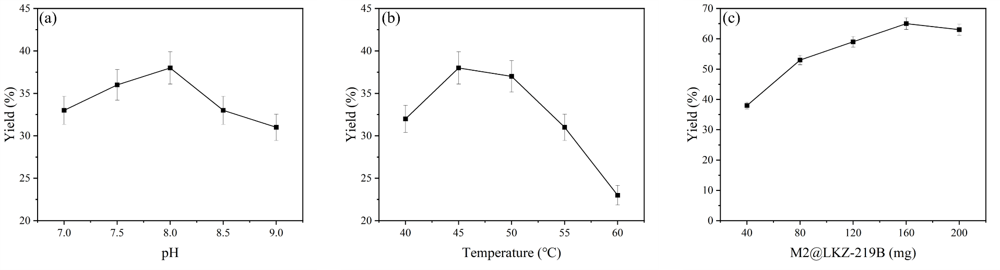 (a)
45
40
35
30
25
20
Yield (%)
7.0 7.5 8.0 8.5 9.0
pH
(b)
45
40
35
30
25
20
Yield (%)
40 45 50 55 60
Temperature (℃)
(c)
70
60
50
40
30
20
10
0
Yield (%)
40 80 120 160 200
M2@LKZ-219B (mg)